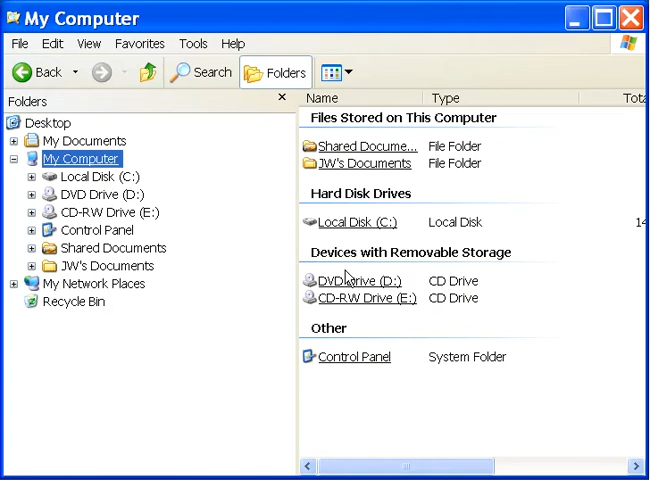 My Computer
File Edit View Favorites Tools Help
Back Search Folders
Folders
Desktop
My Documents
My Computer
Local Disk (C:)
DVD Drive (D:)
CD-RW Drive (E:)
Control Panel
Shared Documents
JW's Documents
My Network Places
Recycle Bin
Name Type Tota
Files Stored on This Computer
Shared Docume... File Folder
JW's Documents File Folder
Hard Disk Drives
Local Disk (C:) Local Disk 14
Devices with Removable Storage
DVD Drive (D:) CD Drive
CD-RW Drive (E:) CD Drive
Other
Control Panel System Folder